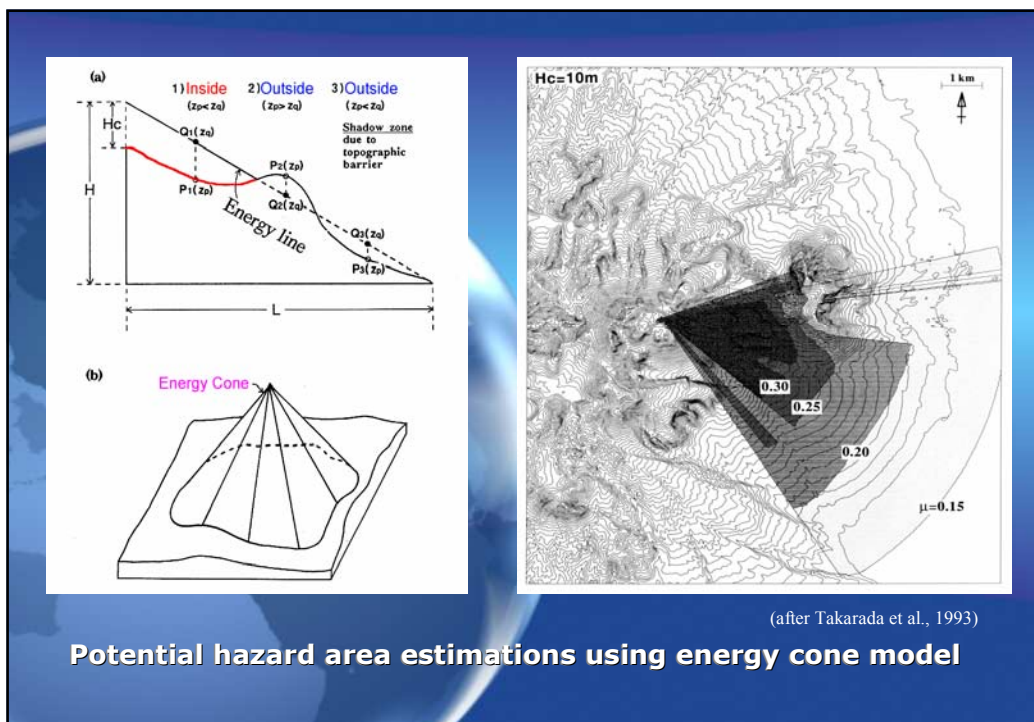 (a)
1) Inside 2) Outside 3) Outside
(zp<zq) (zp>zq) (zp<zq)
Shadow zone
due to
topographic
barrier
Hc
H
Q1(zq)
P1(zp)
P2(zp)
Q2(zq)
Q3(zq)
P3(zp)
Energy line
L
(b)
Energy Cone
Hc=10m
1 km
0.30
0.25
0.20
μ=0.15
(after Takarada et al., 1993)
Potential hazard area estimations using energy cone model